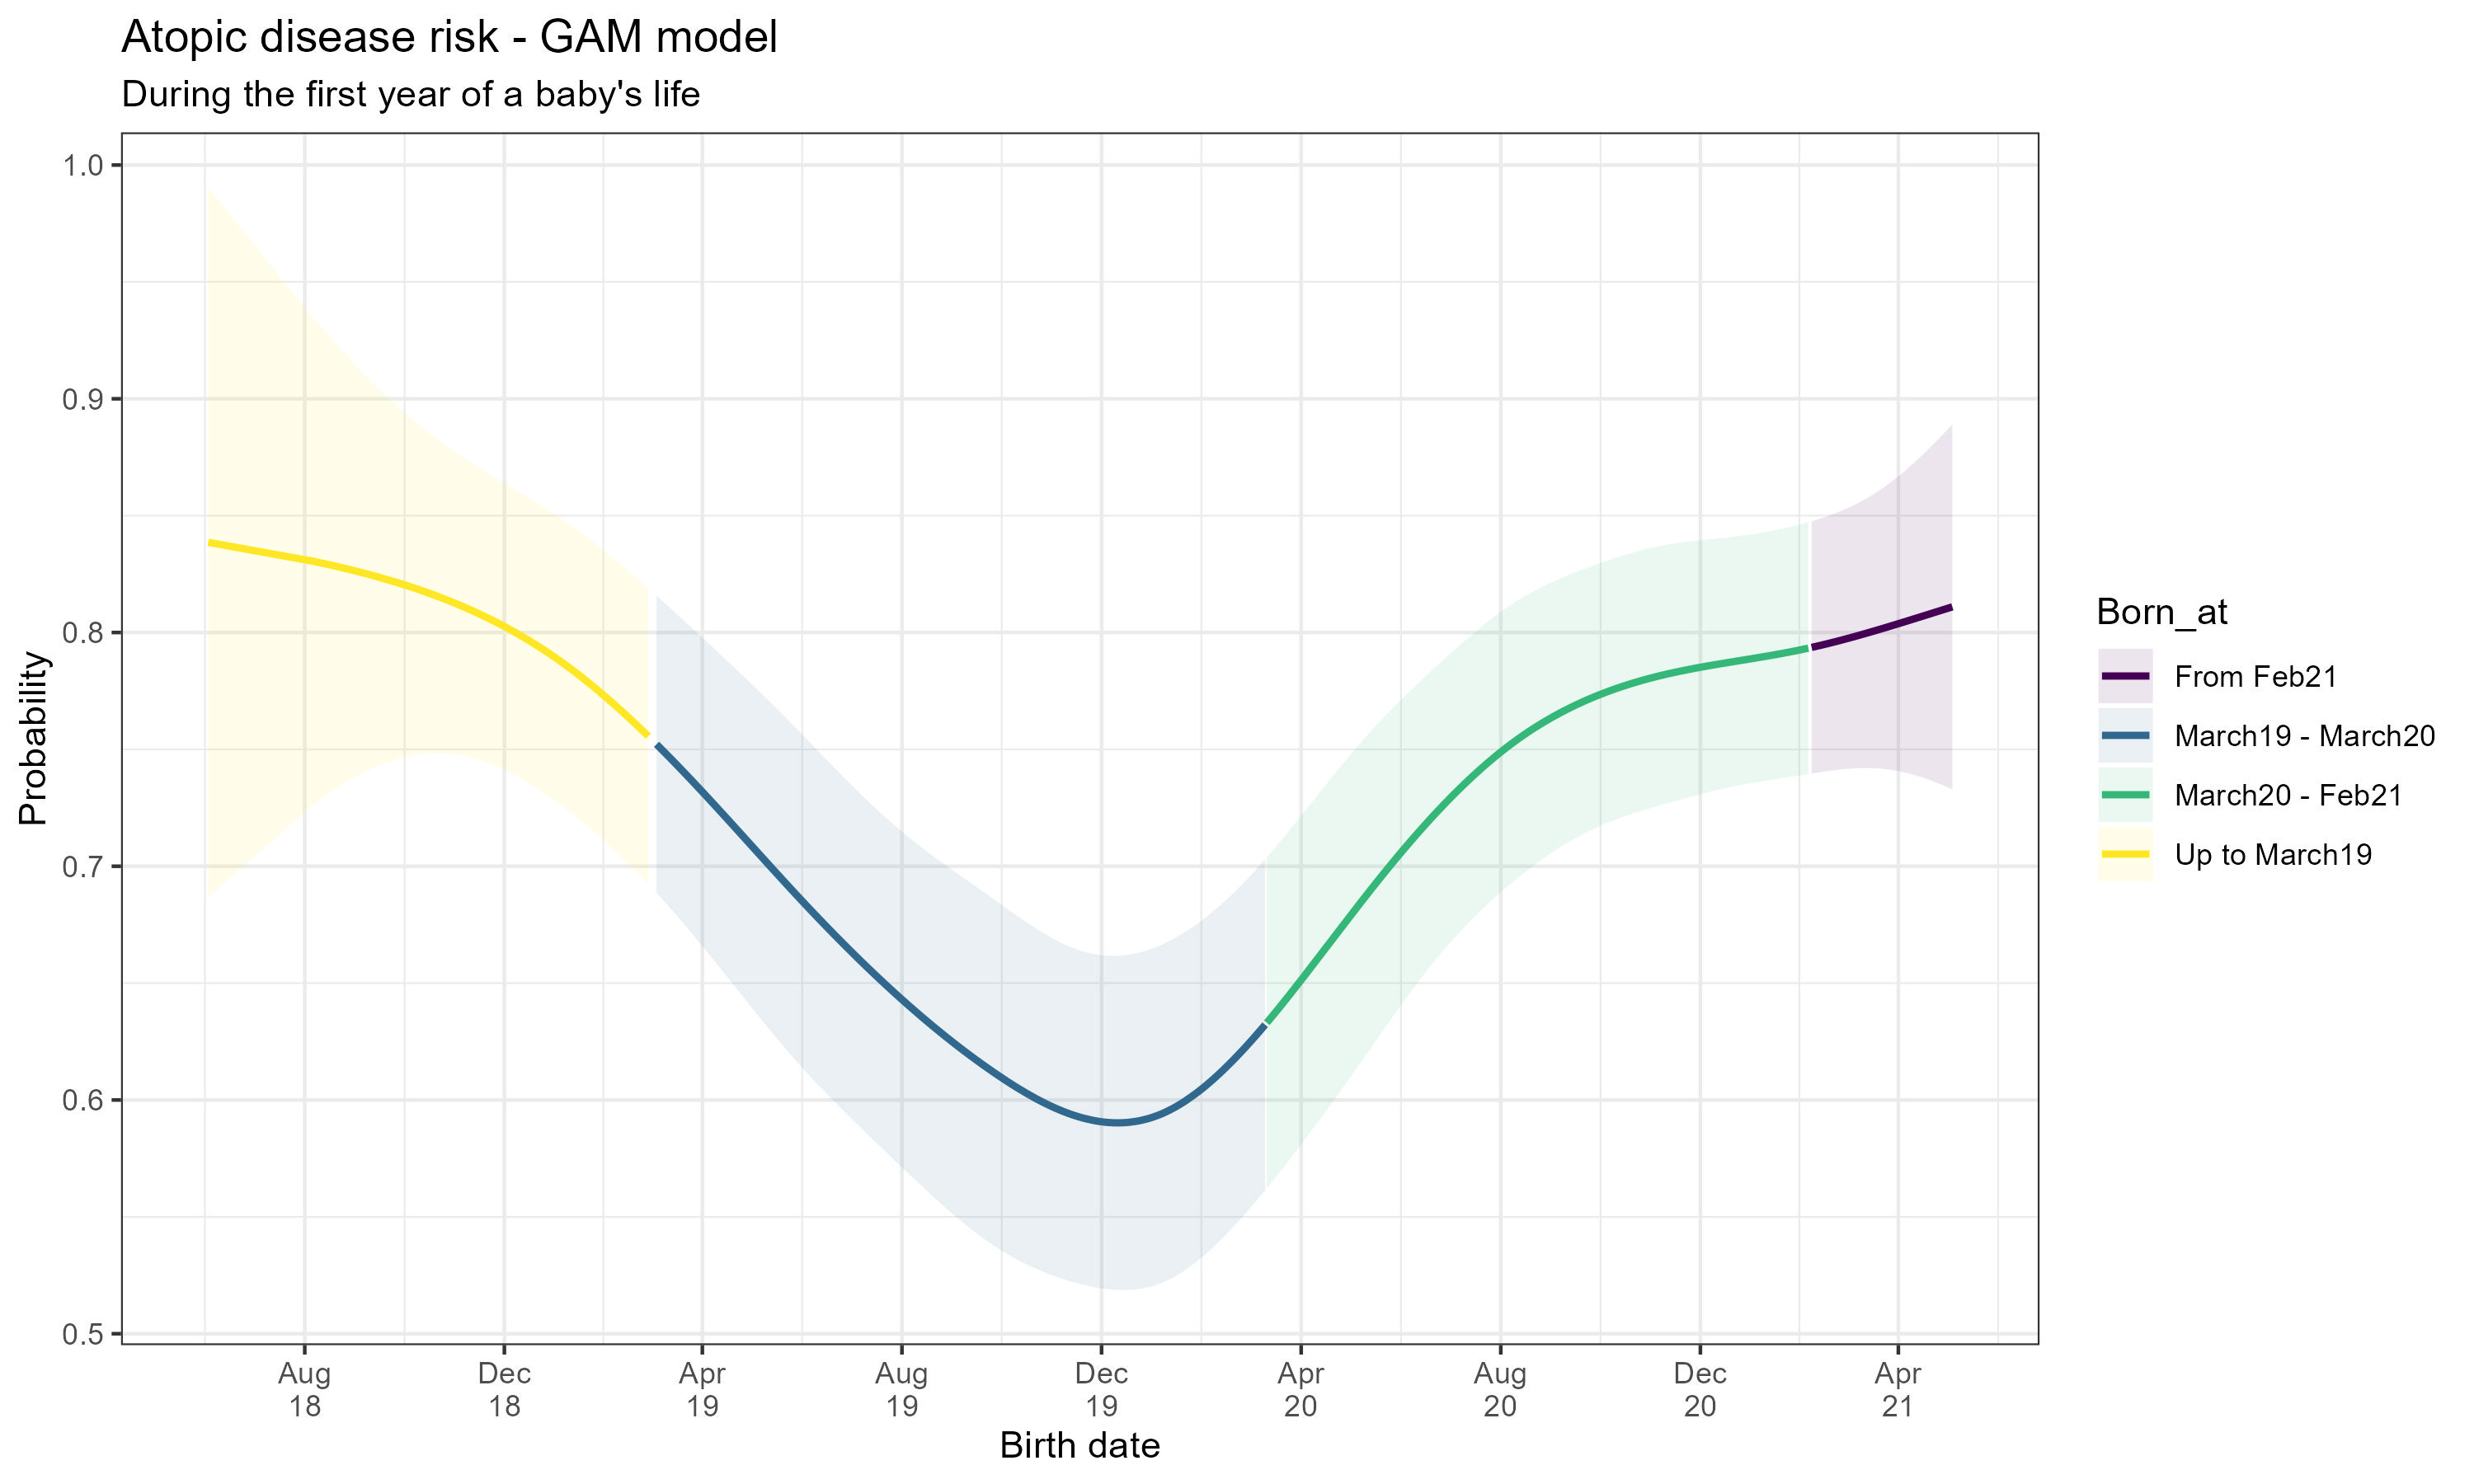 Atopic disease risk - GAM model
During the first year of a baby's life
Probability
1.0
0.9
0.8
0.7
0.6
0.5
Aug Dec Apr Aug Dec Apr Aug Dec Apr
18 18 19 19 19 20 20 20 21
Birth date
Born_at
From Feb21
March19 - March20
March20 - Feb21
Up to March19